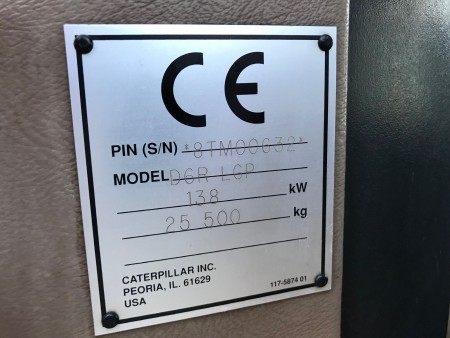 CE
PIN (S/N) *8TM00632*
MODEL D6R LGP
138 kW
25 500 kg
CATERPILLAR INC.
PEORIA, IL. 61629
USA
117-5874 01